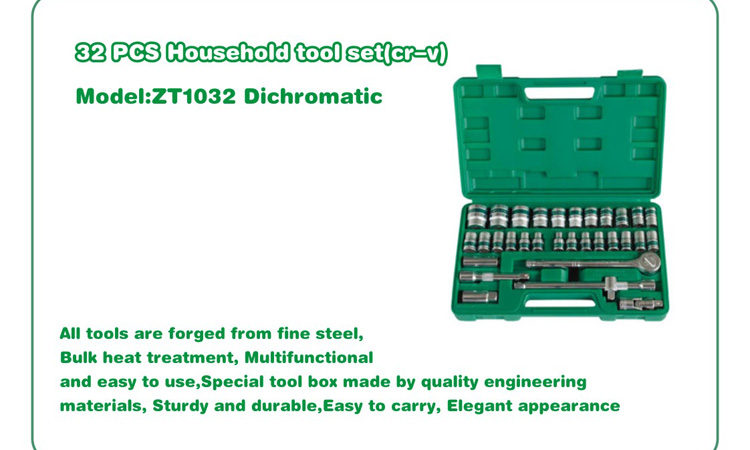 32 PCS Household tool set(cr-v)
Model:ZT1032 Dichromatic
All tools are forged from fine steel,
Bulk heat treatment, Multifunctional
and easy to use,Special tool box made by quality engineering
materials, Sturdy and durable,Easy to carry, Elegant appearance